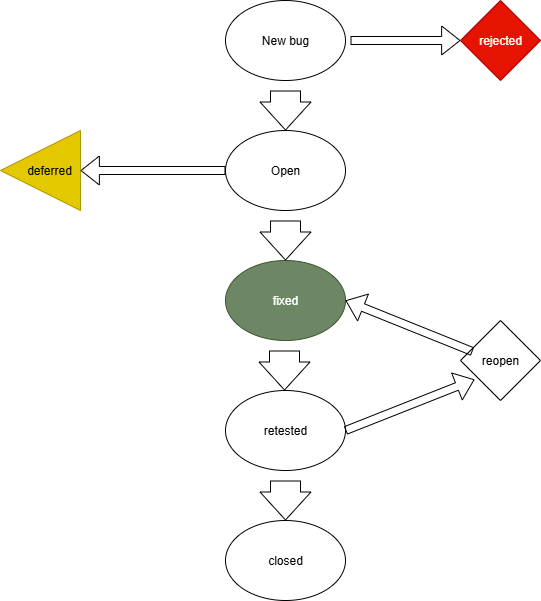 New bug
rejected
deferred
Open
fixed
reopen
retested
closed